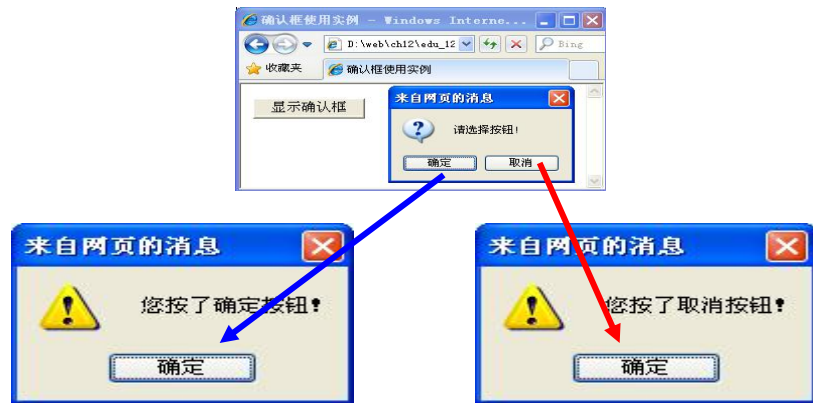 确认框使用实例 - Windows Interne...
D:\web\ch12\edu_12
Bing
收藏夹
确认框使用实例
显示确认框
来自网页的消息
请选择按钮!
确定
取消
来自网页的消息
您按了确定按钮!
确定
来自网页的消息
您按了取消按钮!
确定